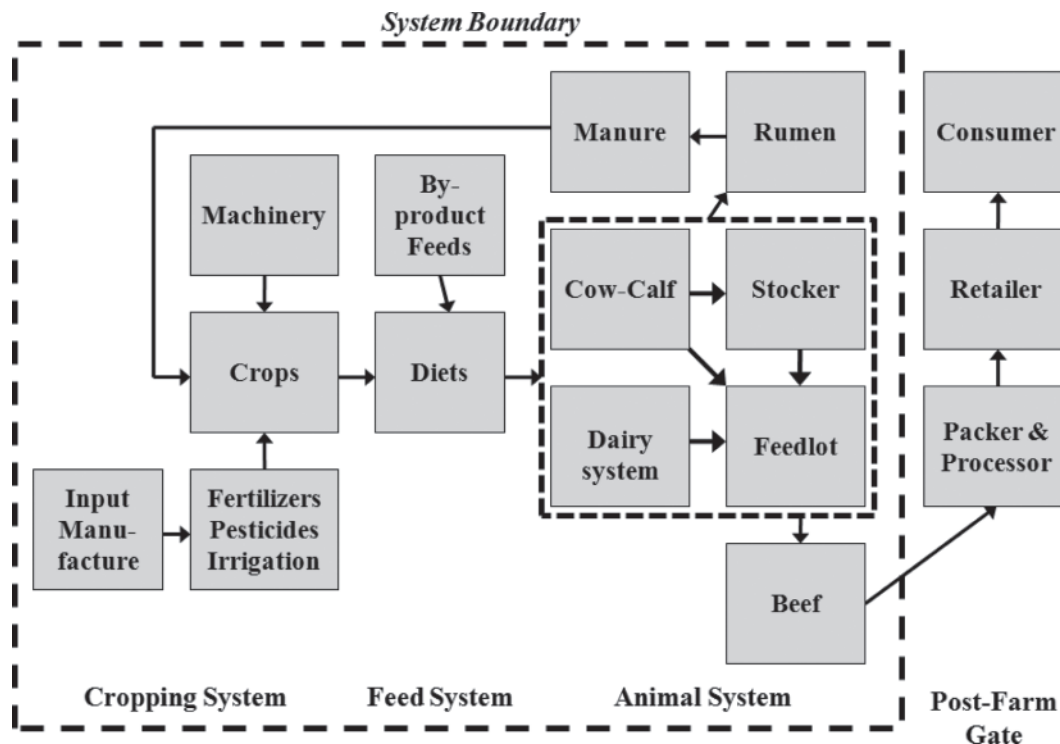 System Boundary
Manure
Rumen
Consumer
Machinery
By-
product
Feeds
Cow-Calf
Stocker
Retailer
Crops
Diets
Dairy
system
Feedlot
Packer &
Processor
Input
Manu-
facture
Fertilizers
Pesticides
Irrigation
Beef
Cropping System
Feed System
Animal System
Post-Farm
Gate